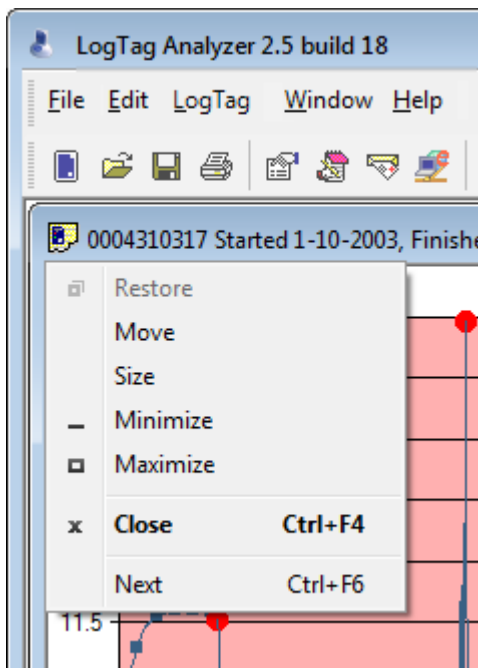 LogTag Analyzer 2.5 build 18
File Edit LogTag Window Help
0004310317 Started 1-10-2003, Finishe
Restore
Move
Size
Minimize
Maximize
Close Ctrl+F4
Next Ctrl+F6
11.5